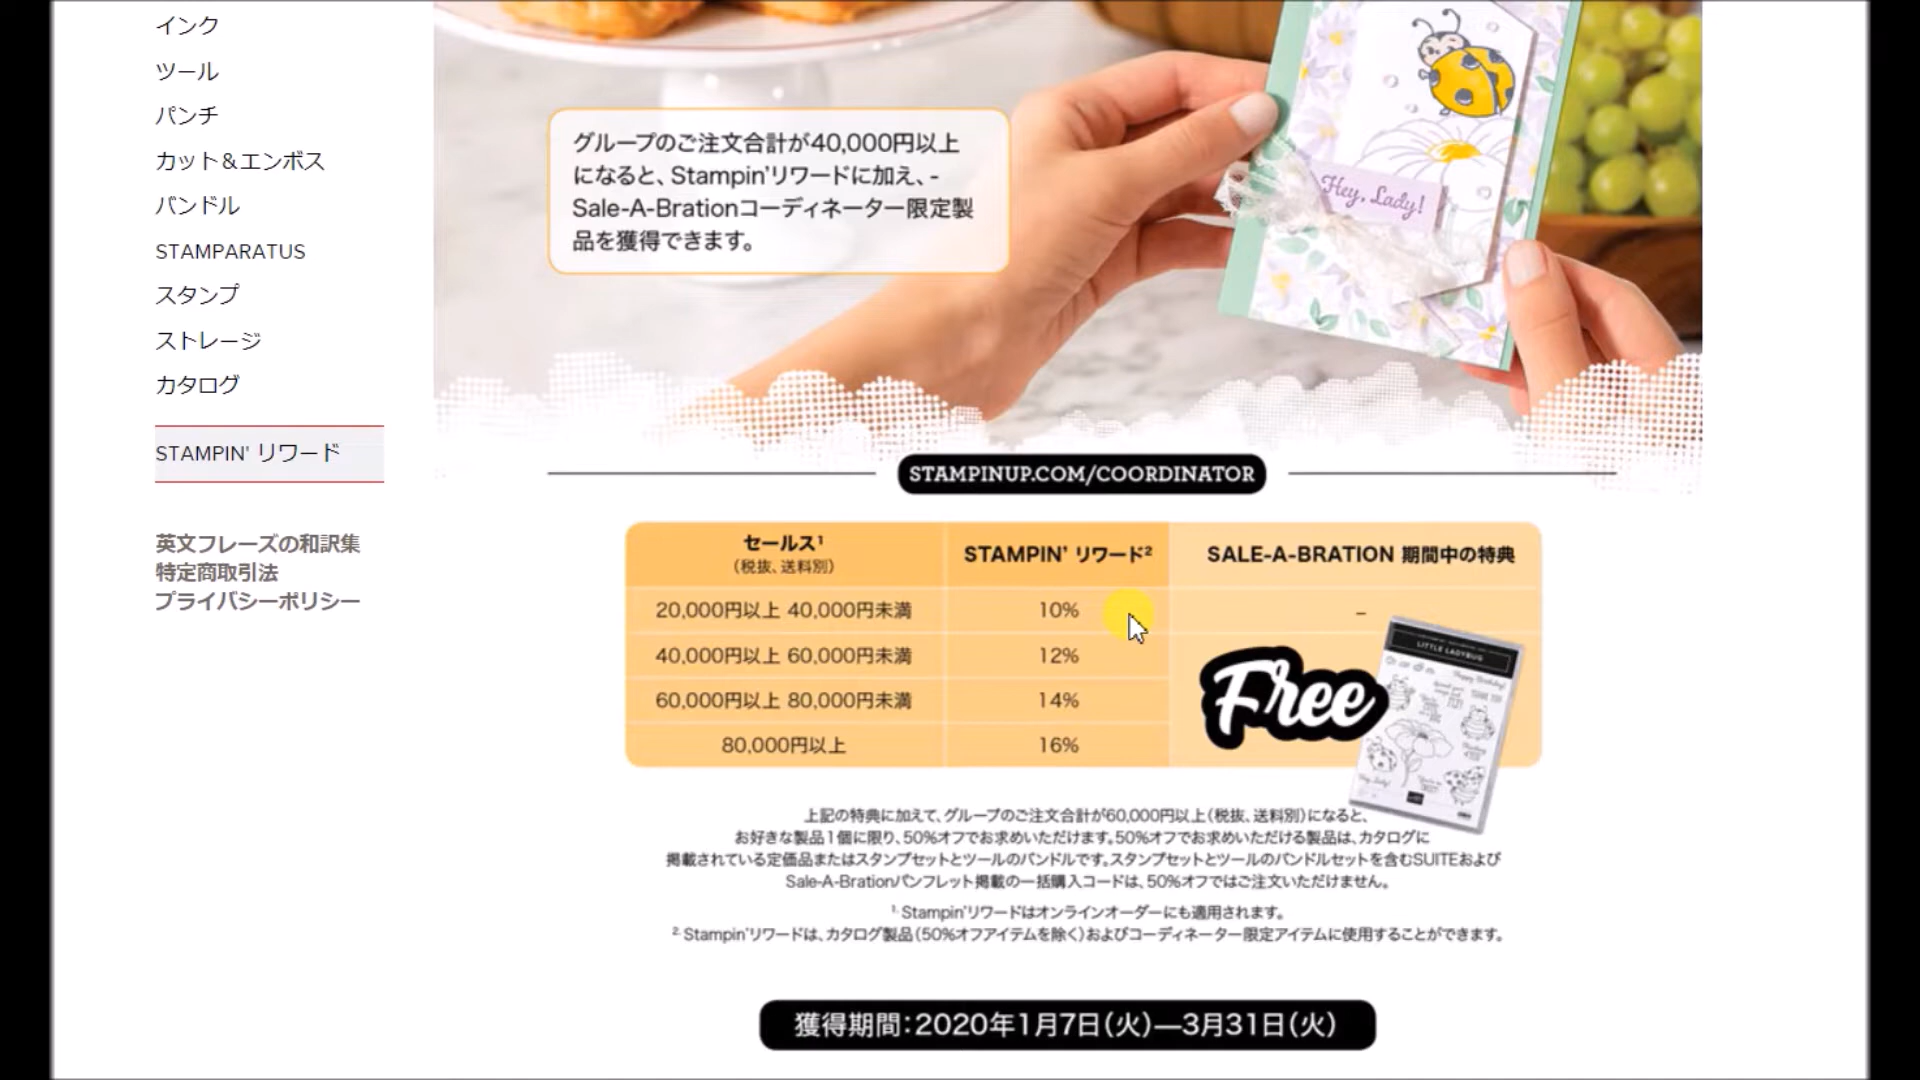 インク
ツール
パンチ
カット&エンボス
バンドル
STAMPARATUS
スタンプ
ストレージ
カタログ
STAMPIN' リワード
英文フレーズの和訳集
特定商取引法
プライバシーポリシー
グループのご注文合計が40,000円以上
になると、Stampin'リワードに加え、-
Sale-A-Brationコーディネーター限定製
品を獲得できます。
Hey, Lady!
STAMPINUP.COM/COORDINATOR
セールス¹ STAMPIN' リワード² SALE-A-BRATION 期間中の特典
(税抜、送料別)
20,000円以上 40,000円未満 10% –
40,000円以上 60,000円未満 12%
60,000円以上 80,000円未満 14%
80,000円以上 16%
Free
LITTLE LADYBUG
上記の特典に加えて、グループのご注文合計が60,000円以上(税抜、送料別)になると、
お好きな製品1個に限り、50%オフでお求めいただけます。50%オフでお求めいただける製品は、カタログに
掲載されている定価品またはスタンプセットとツールのバンドルです。スタンプセットとツールのバンドルセットを含むSUITEおよび
Sale-A-Brationパンフレット掲載の一括購入コードは、50%オフではご注文いただけません。
¹· Stampin'リワードはオンラインオーダーにも適用されます。
²· Stampin'リワードは、カタログ製品(50%オフアイテムを除く)およびコーディネーター限定アイテムに使用することができます。
獲得期間:2020年1月7日(火)—3月31日(火)